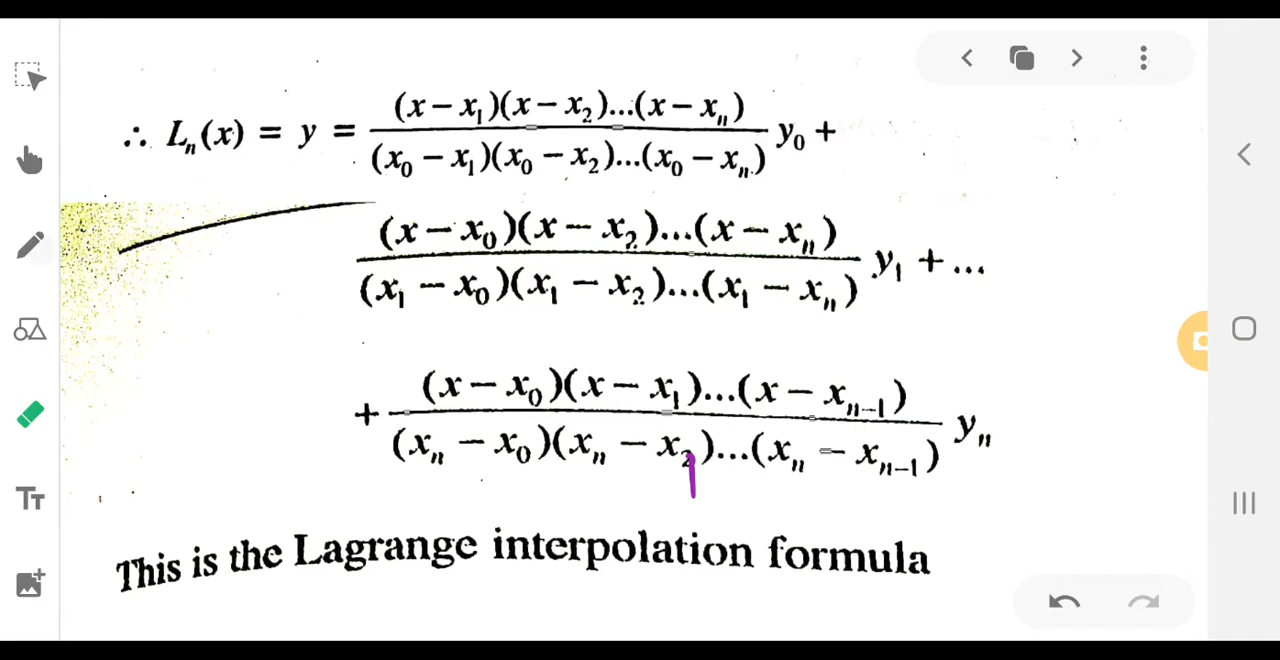 ∴ Lₙ(x) = y = (x − x₁)(x − x₂)...(x − xₙ) / (x₀ − x₁)(x₀ − x₂)...(x₀ − xₙ) y₀ +
(x − x₀)(x − x₂)...(x − xₙ) / (x₁ − x₀)(x₁ − x₂)...(x₁ − xₙ) y₁ + ...
+ (x − x₀)(x − x₁)...(x − xₙ₋₁) / (xₙ − x₀)(xₙ − x₂)...(xₙ − xₙ₋₁) yₙ
This is the Lagrange interpolation formula
TT